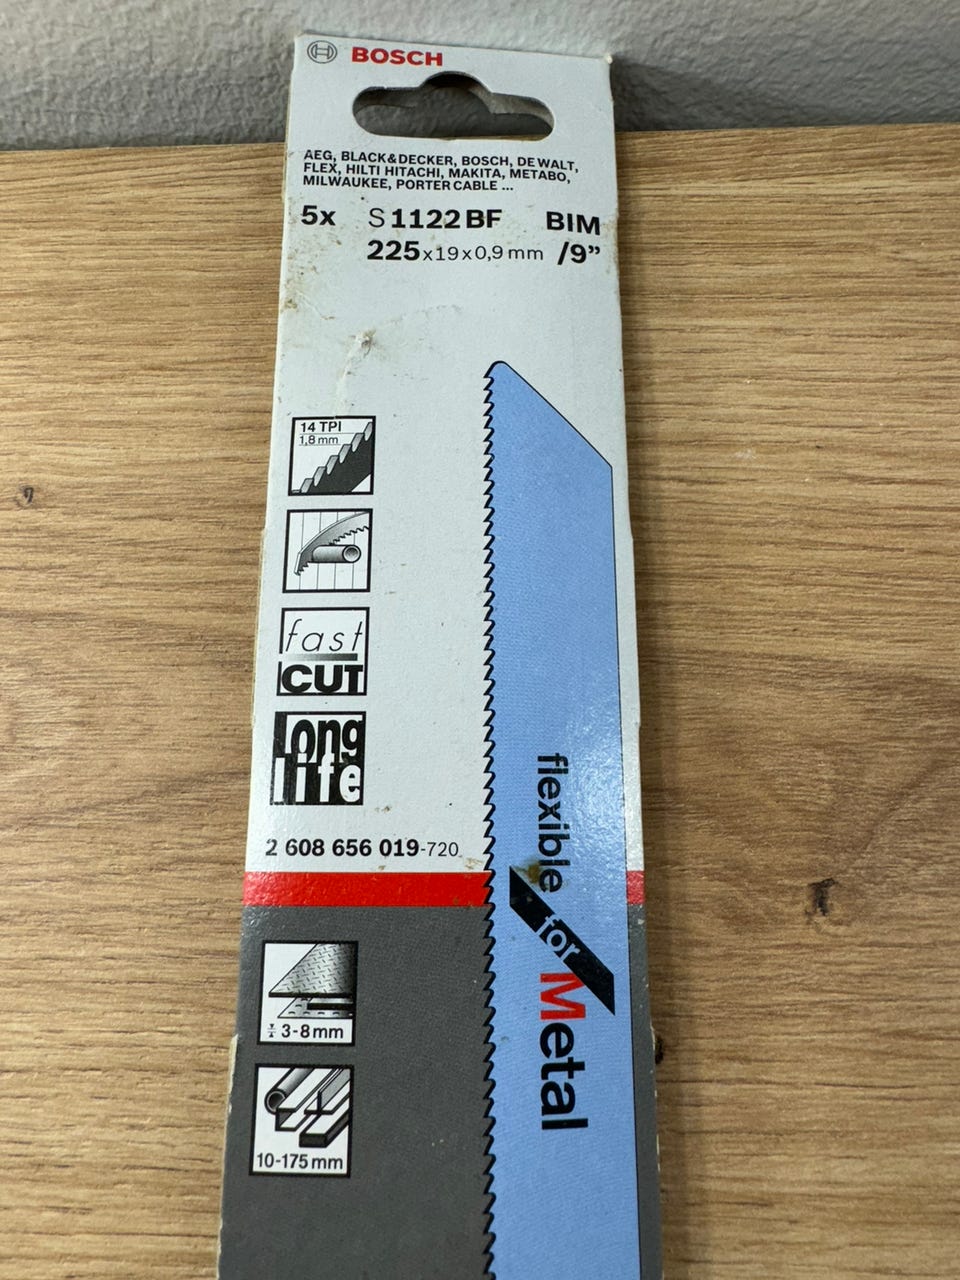 BOSCH
AEG, BLACK&DECKER, BOSCH, DE WALT,
FLEX, HILTI HITACHI, MAKITA, METABO,
MILWAUKEE, PORTER CABLE ...
5x S 1122 BF BIM
225x19x0,9mm /9”
14 TPI
1,8 mm
fast
CUT
Long
life
2 608 656 019-720
3-8mm
10-175mm
flexible for Metal